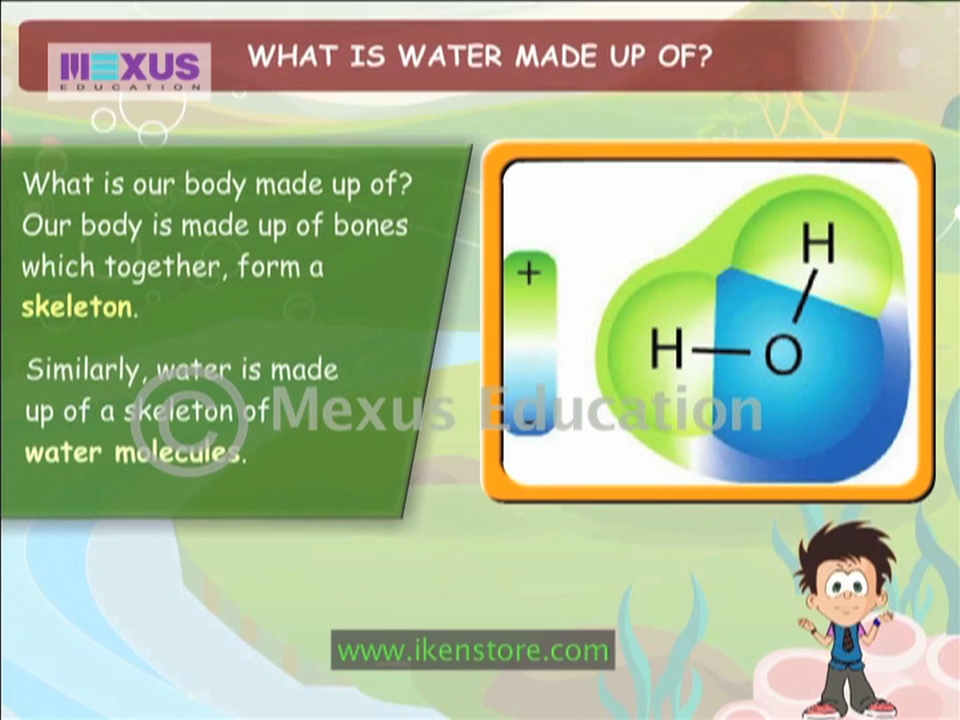 MEXUS
EDUCATION
WHAT IS WATER MADE UP OF?
What is our body made up of?
Our body is made up of bones
which together, form a
skeleton.
Similarly, water is made
up of a skeleton of
water molecules.
+
H
H
O
© Mexus Education
www.ikenstore.com